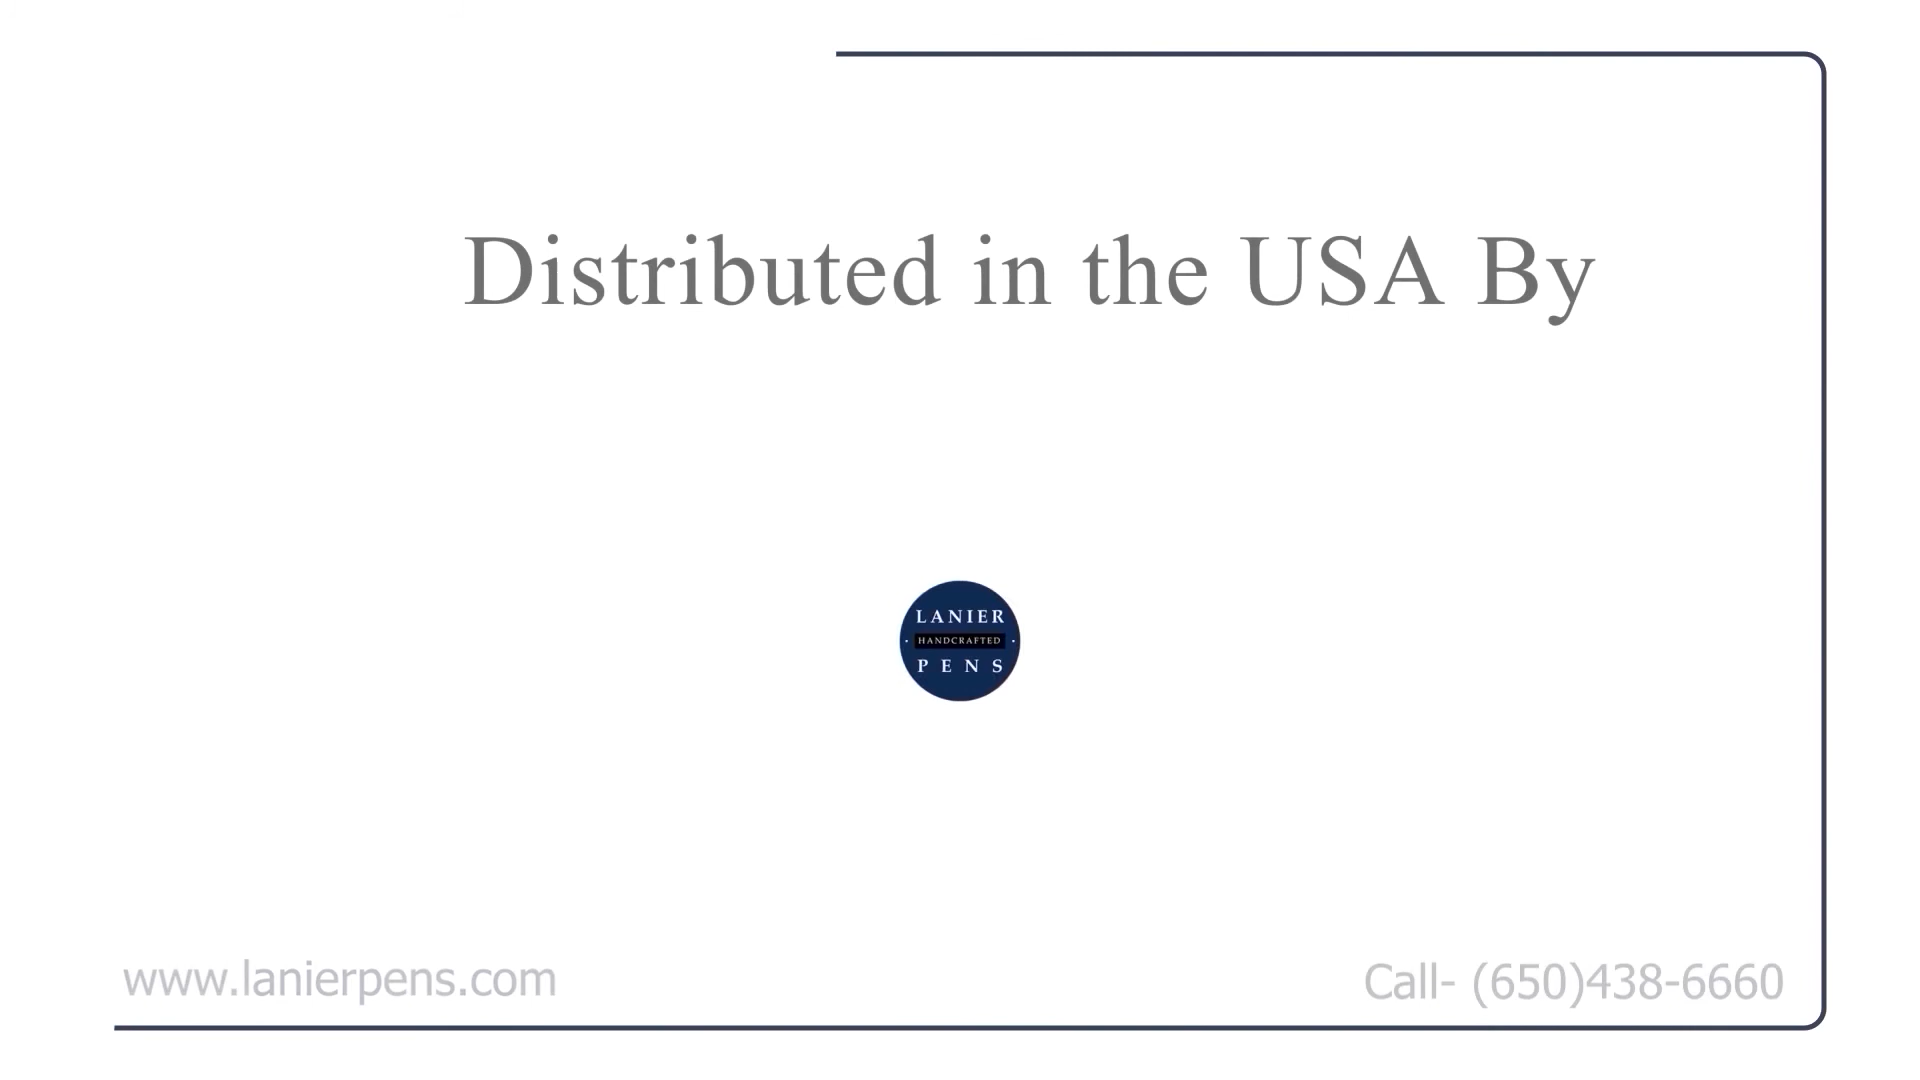 Distributed in the USA By
LANIER
HANDCRAFTED
PENS
www.lanierpens.com
Call- (650)438-6660